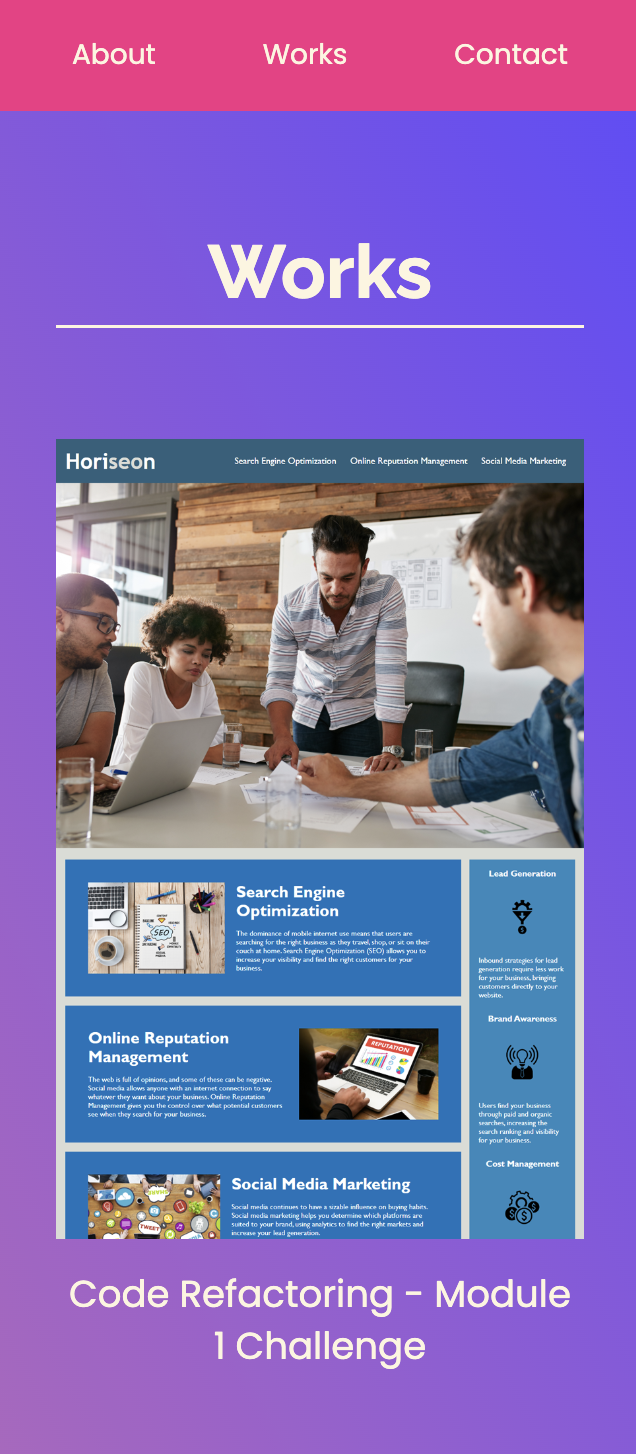 About Works Contact
Works
Horiseon Search Engine Optimization Online Reputation Management Social Media Marketing
Search Engine
Optimization
The dominance of mobile internet use means that users are
searching for the right business as they travel, shop, or sit on their
couch at home. Search Engine Optimization (SEO) allows you to
increase your visibility and find the right customers for your
business.
SEO
Online Reputation
Management
The web is full of opinions, and some of these can be negative.
Social media allows anyone with an internet connection to say
whatever they want about your business. Online Reputation
Management gives you the control over what potential customers
see when they search for your business.
REPUTATION
Social Media Marketing
Social media continues to have a sizable influence on buying habits.
Social media marketing helps you determine which platforms are
suited to your brand, using analytics to find the right markets and
increase your lead generation.
TWEET
Lead Generation
Inbound strategies for lead
generation require less work
for your business, bringing
customers directly to your
website.
Brand Awareness
Users find your business
through paid and organic
searches, increasing the
search ranking and visibility
for your business.
Cost Management
Code Refactoring - Module
1 Challenge